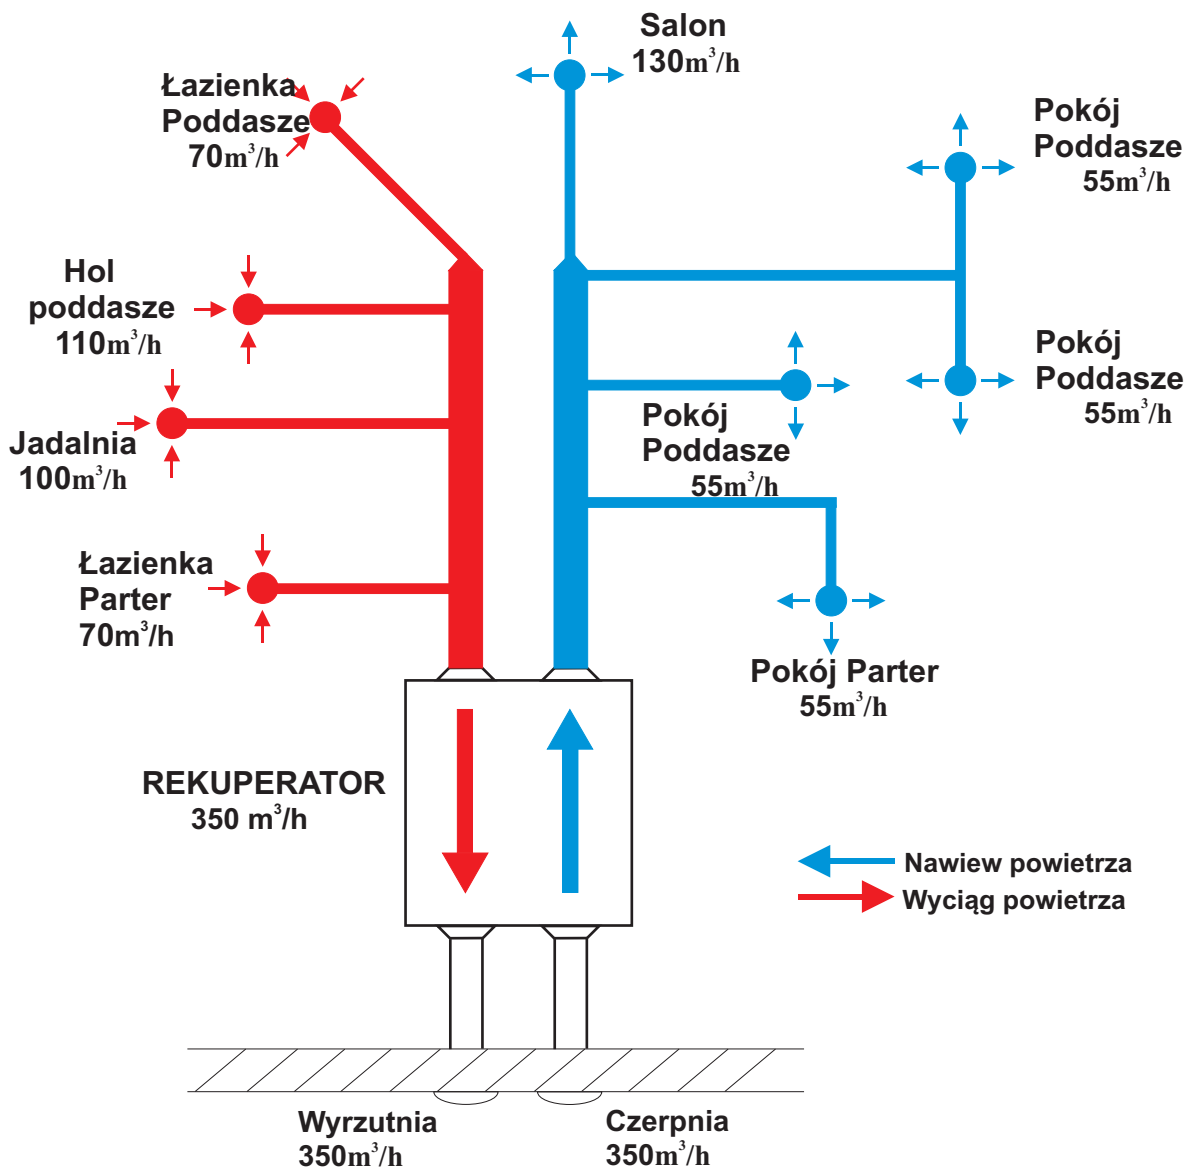 Salon
130m³/h
Łazienka
Poddasze
70m³/h
Pokój
Poddasze
55m³/h
Hol
poddasze
110m³/h
Pokój
Poddasze
55m³/h
Jadalnia
100m³/h
Pokój
Poddasze
55m³/h
Łazienka
Parter
70m³/h
Pokój Parter
55m³/h
REKUPERATOR
350 m³/h
Nawiew powietrza
Wyciąg powietrza
Wyrzutnia
350m³/h
Czerpnia
350m³/h